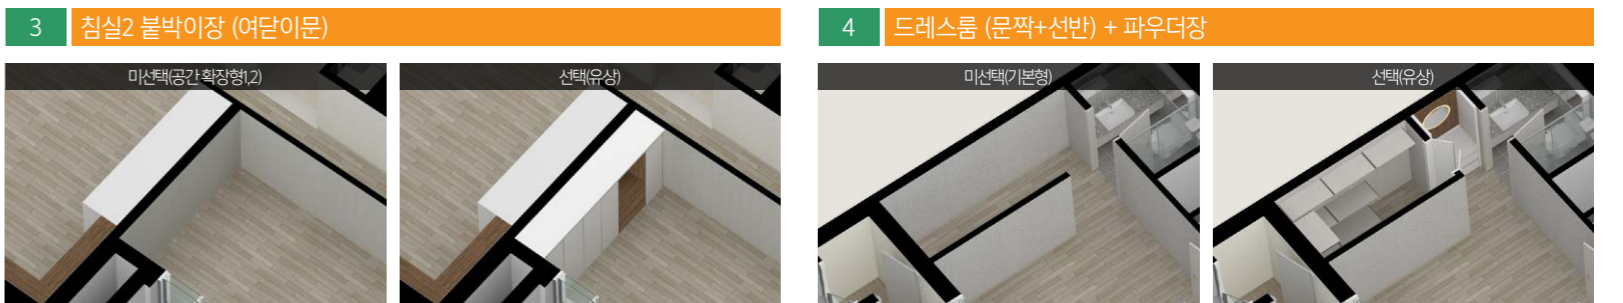 3 침실2 붙박이장 (여닫이문)
미선택(공간 확장형1,2)
선택(유상)
4 드레스룸 (문짝+선반) + 파우더장
미선택(기본형)
선택(유상)